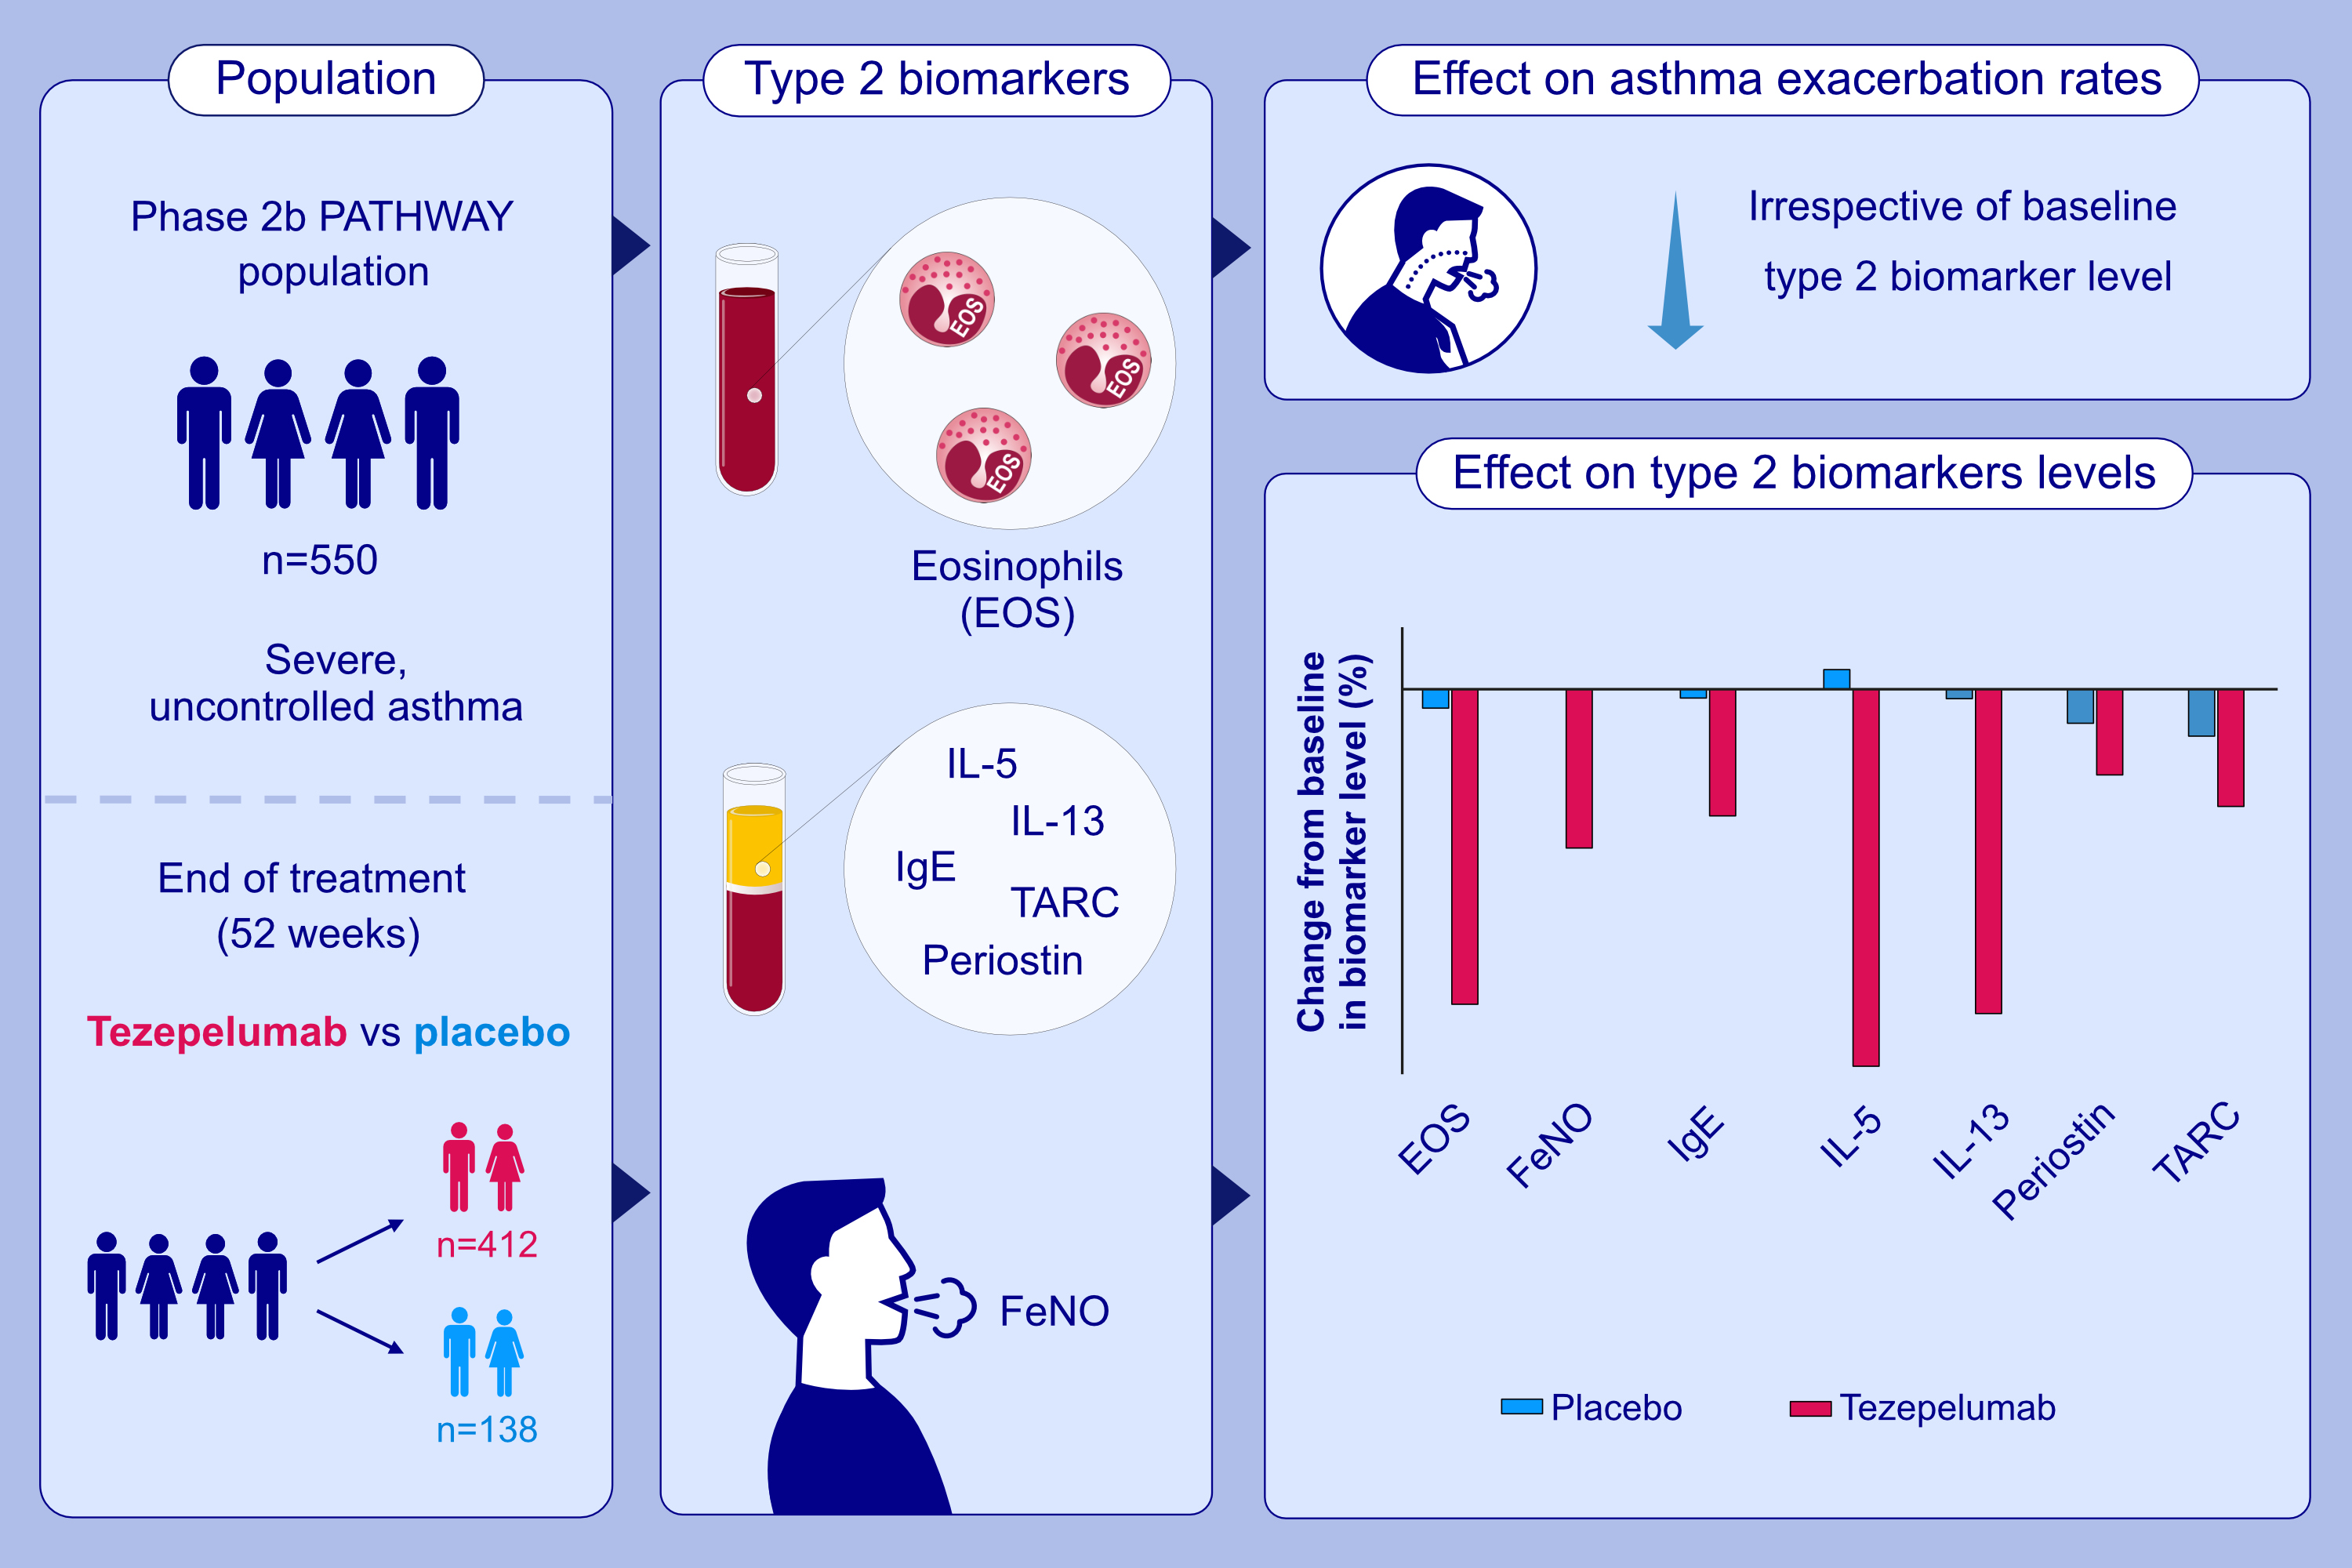 Population
Phase 2b PATHWAY
population
n=550
Severe,
uncontrolled asthma
End of treatment
(52 weeks)
Tezepelumab vs placebo
n=412
n=138
Type 2 biomarkers
EOS
EOS
EOS
Eosinophils
(EOS)
IL-5
IL-13
IgE
TARC
Periostin
FeNO
Effect on asthma exacerbation rates
Irrespective of baseline
type 2 biomarker level
Effect on type 2 biomarkers levels
Change from baseline
in biomarker level (%)
EOS
FeNO
IgE
IL-5
IL-13
Periostin
TARC
Placebo
Tezepelumab